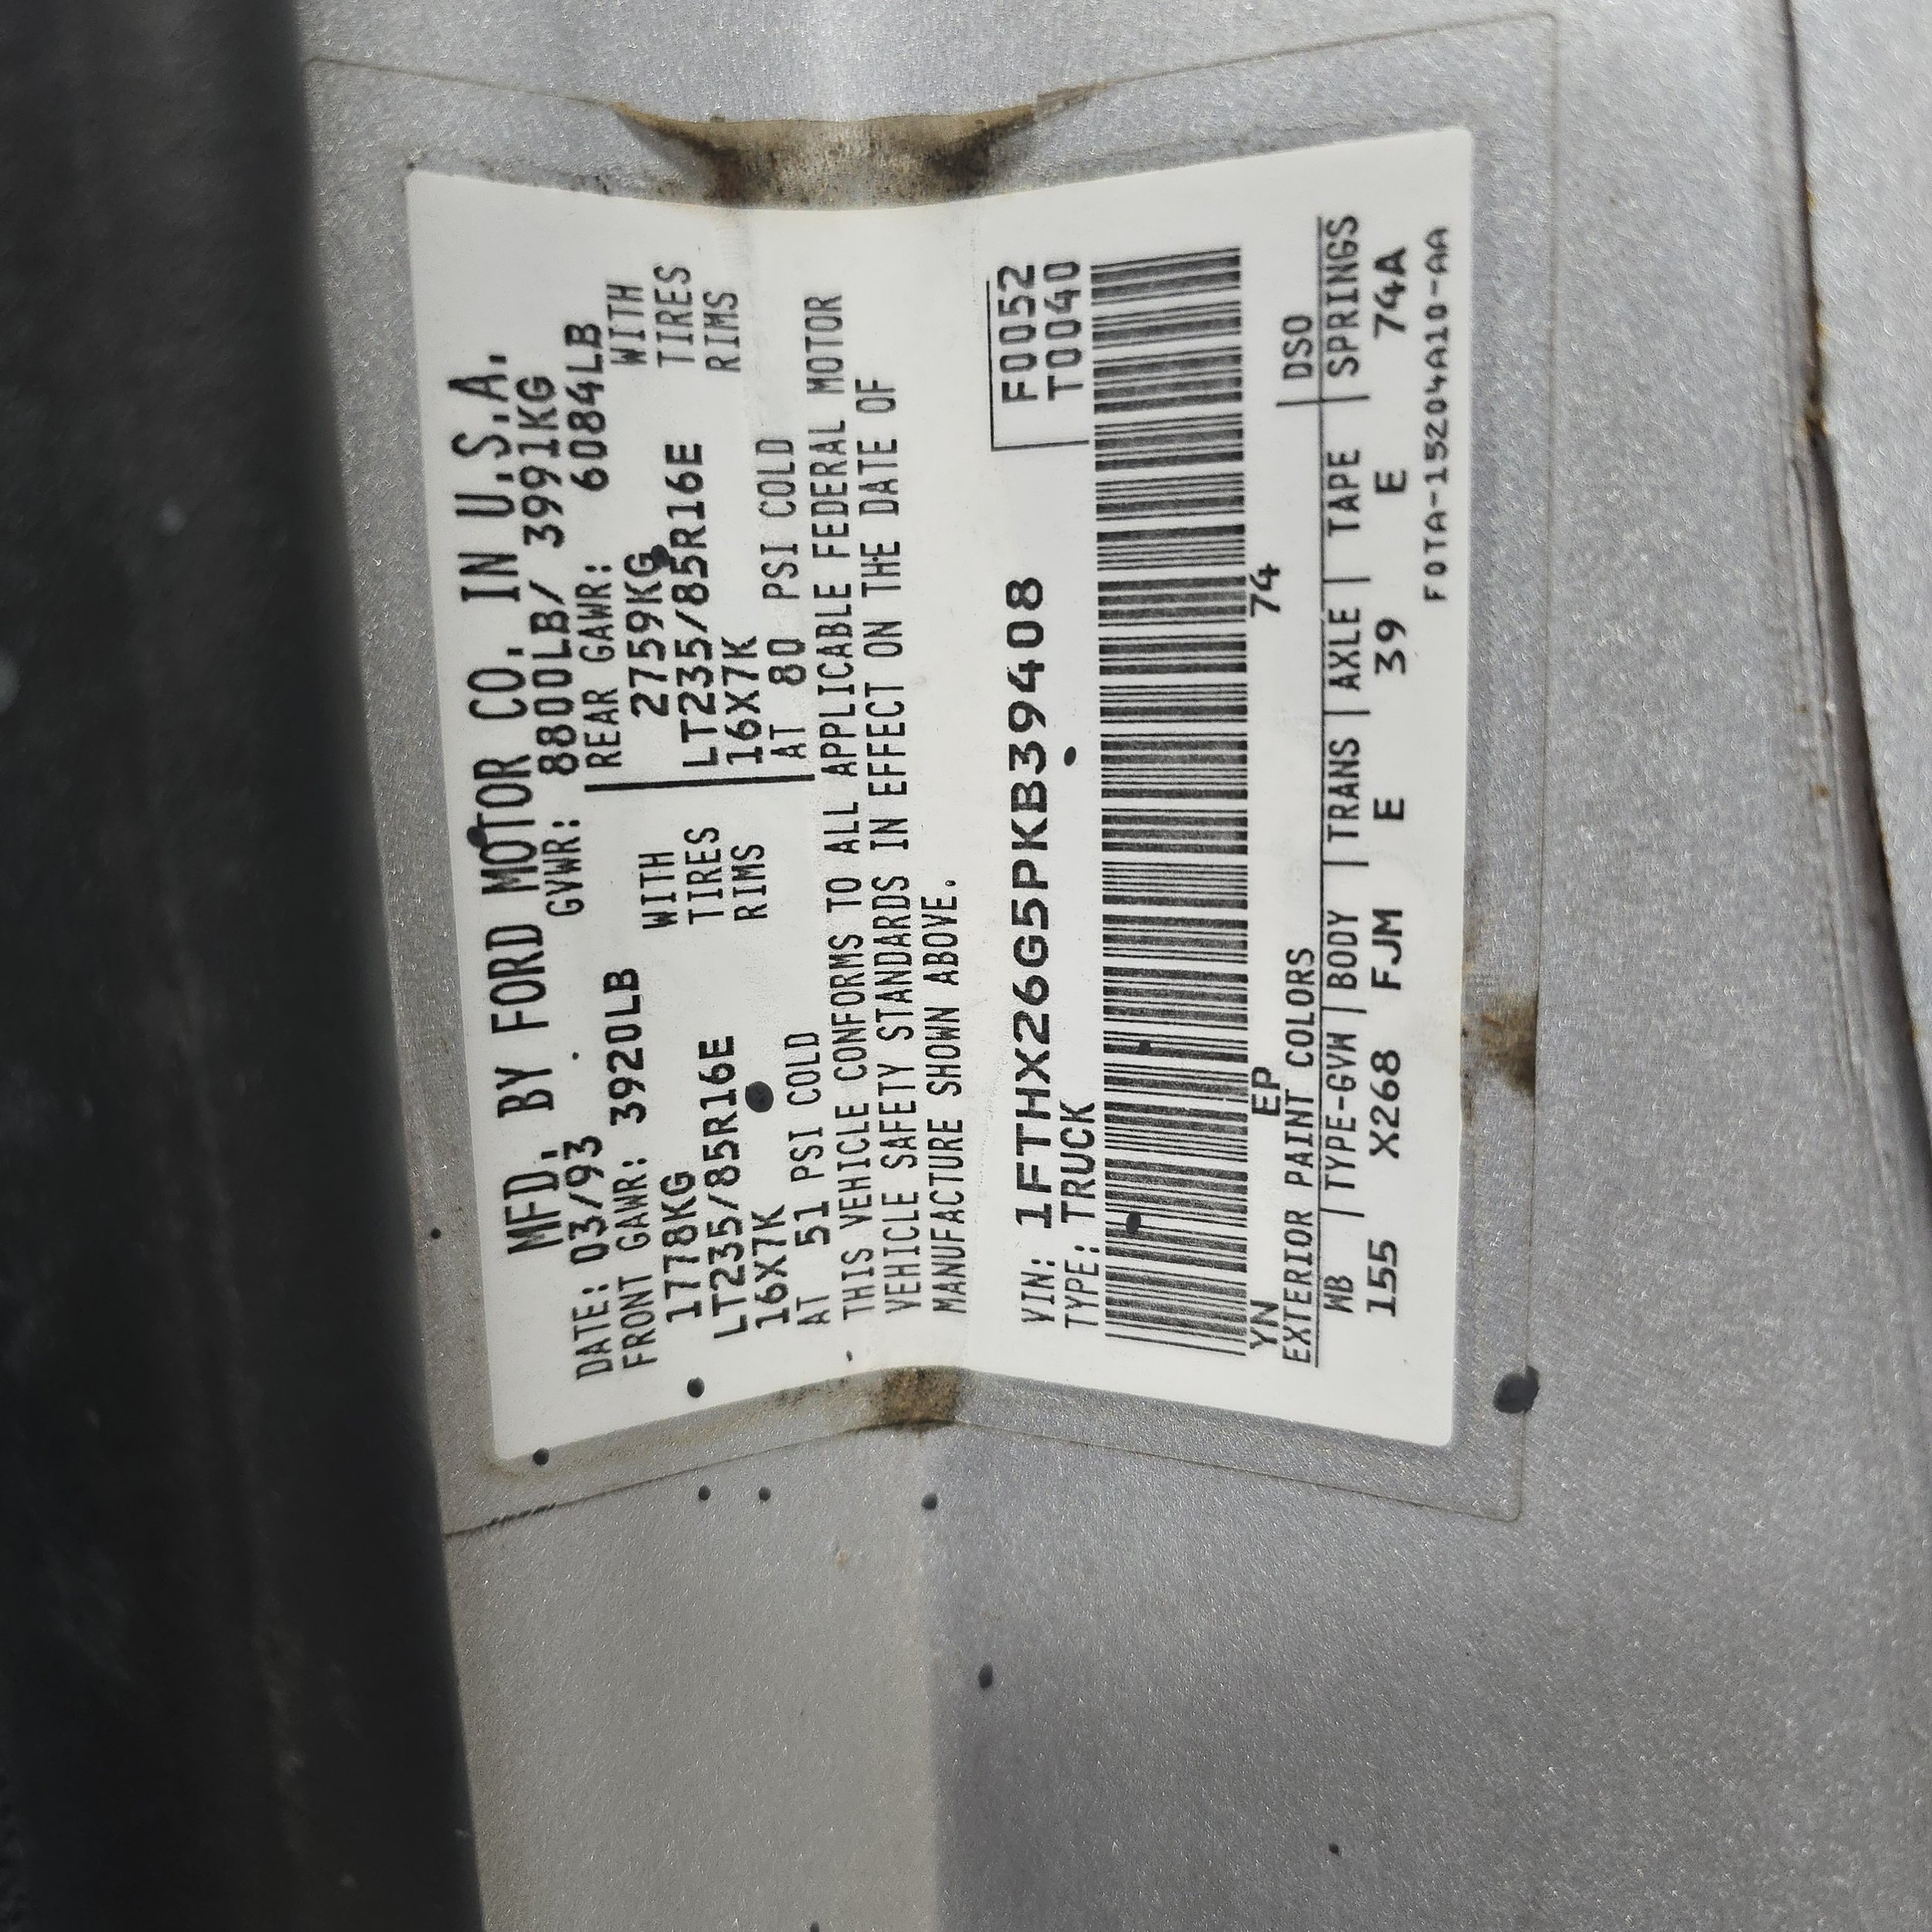 MFD. BY FORD MOTOR CO. IN U.S.A.
DATE: 03/93 GVWR: 8800LB/ 3991KG
FRONT GAWR: 3920LB REAR GAWR: 6084LB
1778KG WITH 2759KG WITH
LT235/85R16E TIRES LT235/85R16E TIRES
16X7K RIMS 16X7K RIMS
AT 51 PSI COLD AT 80 PSI COLD
THIS VEHICLE CONFORMS TO ALL APPLICABLE FEDERAL MOTOR
VEHICLE SAFETY STANDARDS IN EFFECT ON THE DATE OF
MANUFACTURE SHOWN ABOVE.
VIN: 1FTHX26G5PKB39408 F0052
TYPE: TRUCK T0040
YN EP 74
EXTERIOR PAINT COLORS DSO
WB | TYPE-GVW | BODY | TRANS | AXLE | TAPE | SPRINGS
155 X268 FJM E 39 E 74A
F0TA-15204A10-AA